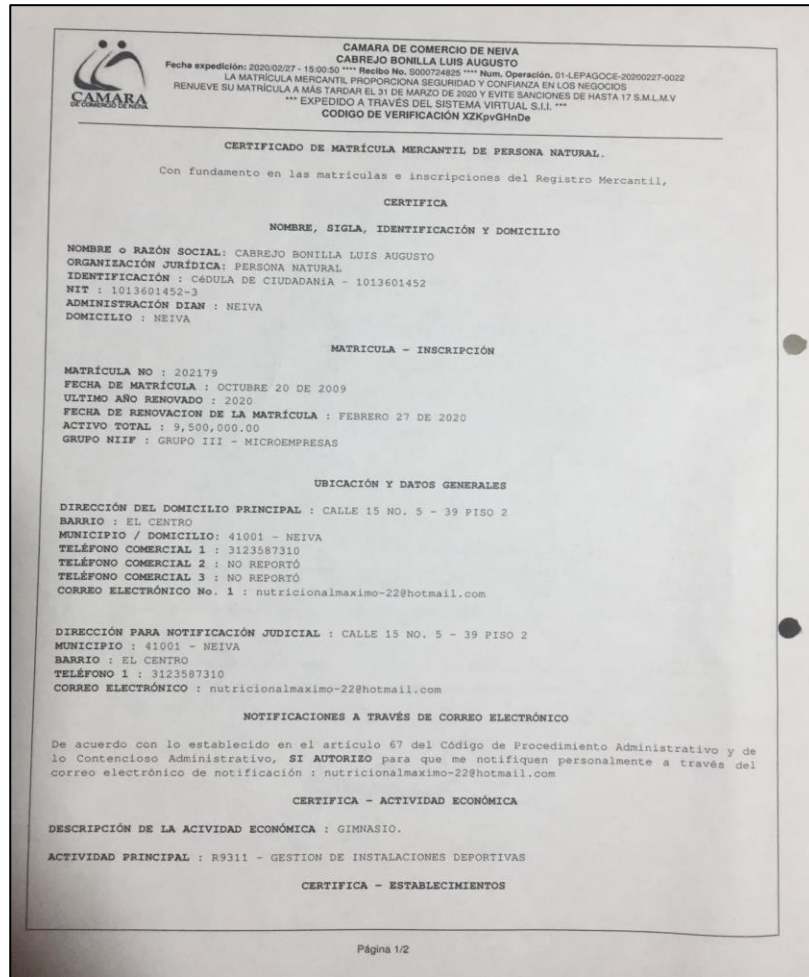 CAMARA
DE COMERCIO DE NEIVA
CAMARA DE COMERCIO DE NEIVA
CABREJO BONILLA LUIS AUGUSTO
Fecha expedición: 2020/02/27 - 15:00:50 **** Recibo No. S000724825 **** Num. Operación. 01-LEPAGOCE-20200227-0022
LA MATRÍCULA MERCANTIL PROPORCIONA SEGURIDAD Y CONFIANZA EN LOS NEGOCIOS
RENUEVE SU MATRÍCULA A MÁS TARDAR EL 31 DE MARZO DE 2020 Y EVITE SANCIONES DE HASTA 17 S.M.L.M.V
*** EXPEDIDO A TRAVÉS DEL SISTEMA VIRTUAL S.I.I. ***
CODIGO DE VERIFICACIÓN XZKpvGHnDe
CERTIFICADO DE MATRÍCULA MERCANTIL DE PERSONA NATURAL.
Con fundamento en las matrículas e inscripciones del Registro Mercantil,
CERTIFICA
NOMBRE, SIGLA, IDENTIFICACIÓN Y DOMICILIO
NOMBRE o RAZÓN SOCIAL: CABREJO BONILLA LUIS AUGUSTO
ORGANIZACIÓN JURÍDICA: PERSONA NATURAL
IDENTIFICACIÓN : CéDULA DE CIUDADANíA - 1013601452
NIT : 1013601452-3
ADMINISTRACIÓN DIAN : NEIVA
DOMICILIO : NEIVA
MATRICULA - INSCRIPCIÓN
MATRÍCULA NO : 202179
FECHA DE MATRÍCULA : OCTUBRE 20 DE 2009
ULTIMO AÑO RENOVADO : 2020
FECHA DE RENOVACION DE LA MATRÍCULA : FEBRERO 27 DE 2020
ACTIVO TOTAL : 9,500,000.00
GRUPO NIIF : GRUPO III - MICROEMPRESAS
UBICACIÓN Y DATOS GENERALES
DIRECCIÓN DEL DOMICILIO PRINCIPAL : CALLE 15 NO. 5 - 39 PISO 2
BARRIO : EL CENTRO
MUNICIPIO / DOMICILIO: 41001 - NEIVA
TELÉFONO COMERCIAL 1 : 3123587310
TELÉFONO COMERCIAL 2 : NO REPORTÓ
TELÉFONO COMERCIAL 3 : NO REPORTÓ
CORREO ELECTRÓNICO No. 1 : nutricionalmaximo-22@hotmail.com
DIRECCIÓN PARA NOTIFICACIÓN JUDICIAL : CALLE 15 NO. 5 - 39 PISO 2
MUNICIPIO : 41001 - NEIVA
BARRIO : EL CENTRO
TELÉFONO 1 : 3123587310
CORREO ELECTRÓNICO : nutricionalmaximo-22@hotmail.com
NOTIFICACIONES A TRAVÉS DE CORREO ELECTRÓNICO
De acuerdo con lo establecido en el artículo 67 del Código de Procedimiento Administrativo y de
lo Contencioso Administrativo, SI AUTORIZO para que me notifiquen personalmente a través del
correo electrónico de notificación : nutricionalmaximo-22@hotmail.com
CERTIFICA - ACTIVIDAD ECONÓMICA
DESCRIPCIÓN DE LA ACIVIDAD ECONÓMICA : GIMNASIO.
ACTIVIDAD PRINCIPAL : R9311 - GESTION DE INSTALACIONES DEPORTIVAS
CERTIFICA - ESTABLECIMIENTOS
Página 1/2